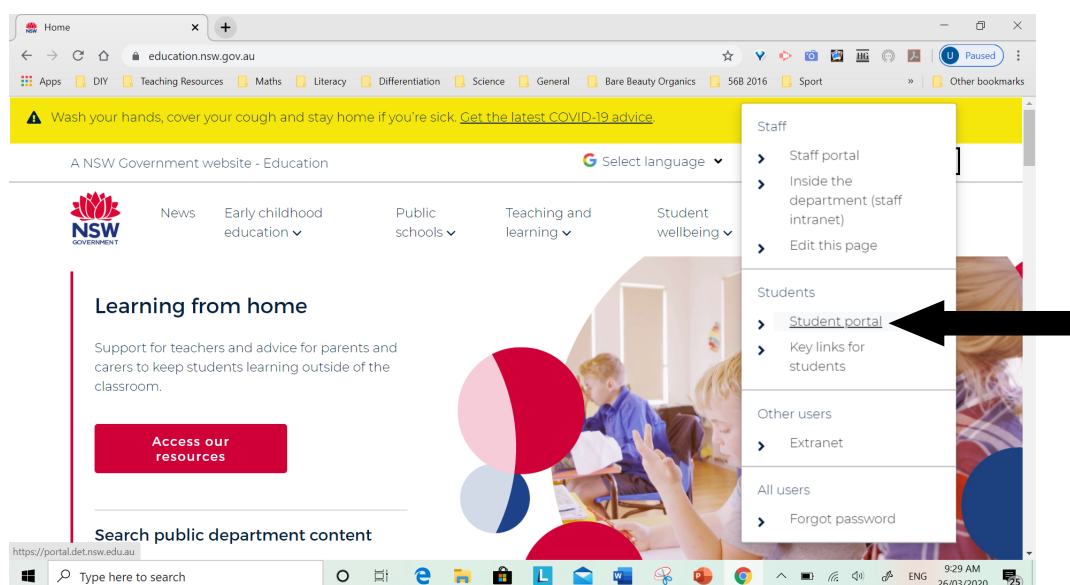 Home
education.nsw.gov.au
U Paused
Apps DIY Teaching Resources Maths Literacy Differentiation Science General Bare Beauty Organics 56B 2016 Sport » Other bookmarks
Wash your hands, cover your cough and stay home if you're sick. Get the latest COVID-19 advice.
A NSW Government website - Education
G Select language
NSW
GOVERNMENT
News
Early childhood
education
Public
schools
Teaching and
learning
Student
wellbeing
Staff
Staff portal
Inside the
department (staff
intranet)
Edit this page
Students
Student portal
Key links for
students
Other users
Extranet
All users
Forgot password
Learning from home
Support for teachers and advice for parents and
carers to keep students learning outside of the
classroom.
Access our
resources
Search public department content
https://portal.det.nsw.edu.au
Type here to search
ENG
9:29 AM
26/03/2020
25